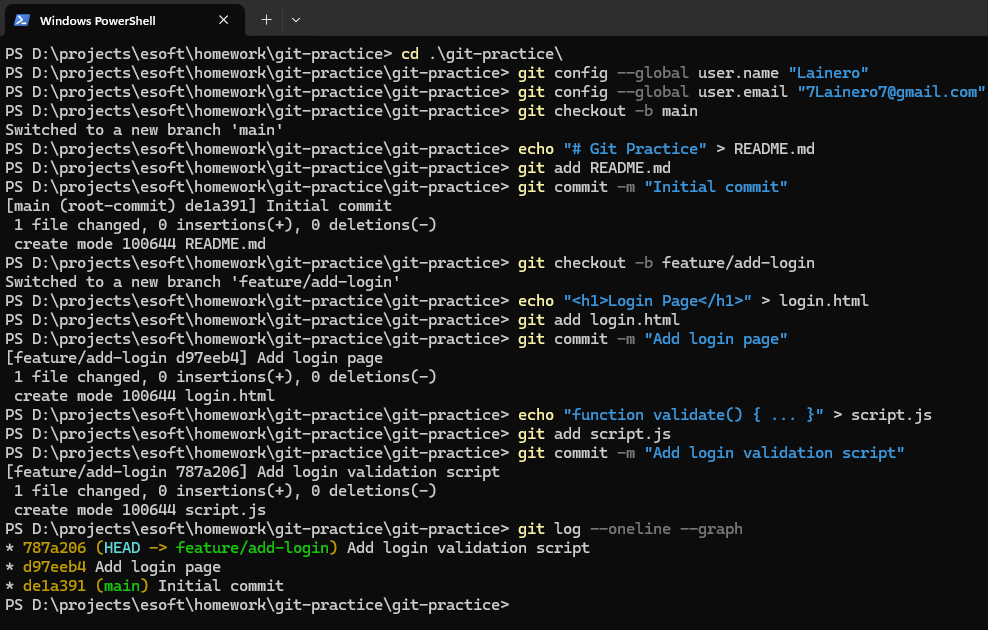 Windows PowerShell
PS D:\projects\esoft\homework\git-practice> cd .\git-practice\
PS D:\projects\esoft\homework\git-practice\git-practice> git config --global user.name "Lainero"
PS D:\projects\esoft\homework\git-practice\git-practice> git config --global user.email "7Lainero7@gmail.com"
PS D:\projects\esoft\homework\git-practice\git-practice> git checkout -b main
Switched to a new branch 'main'
PS D:\projects\esoft\homework\git-practice\git-practice> echo "# Git Practice" > README.md
PS D:\projects\esoft\homework\git-practice\git-practice> git add README.md
PS D:\projects\esoft\homework\git-practice\git-practice> git commit -m "Initial commit"
[main (root-commit) de1a391] Initial commit
 1 file changed, 0 insertions(+), 0 deletions(-)
 create mode 100644 README.md
PS D:\projects\esoft\homework\git-practice\git-practice> git checkout -b feature/add-login
Switched to a new branch 'feature/add-login'
PS D:\projects\esoft\homework\git-practice\git-practice> echo "<h1>Login Page</h1>" > login.html
PS D:\projects\esoft\homework\git-practice\git-practice> git add login.html
PS D:\projects\esoft\homework\git-practice\git-practice> git commit -m "Add login page"
[feature/add-login d97eeb4] Add login page
 1 file changed, 0 insertions(+), 0 deletions(-)
 create mode 100644 login.html
PS D:\projects\esoft\homework\git-practice\git-practice> echo "function validate() { ... }" > script.js
PS D:\projects\esoft\homework\git-practice\git-practice> git add script.js
PS D:\projects\esoft\homework\git-practice\git-practice> git commit -m "Add login validation script"
[feature/add-login 787a206] Add login validation script
 1 file changed, 0 insertions(+), 0 deletions(-)
 create mode 100644 script.js
PS D:\projects\esoft\homework\git-practice\git-practice> git log --oneline --graph
* 787a206 (HEAD -> feature/add-login) Add login validation script
* d97eeb4 Add login page
* de1a391 (main) Initial commit
PS D:\projects\esoft\homework\git-practice\git-practice>